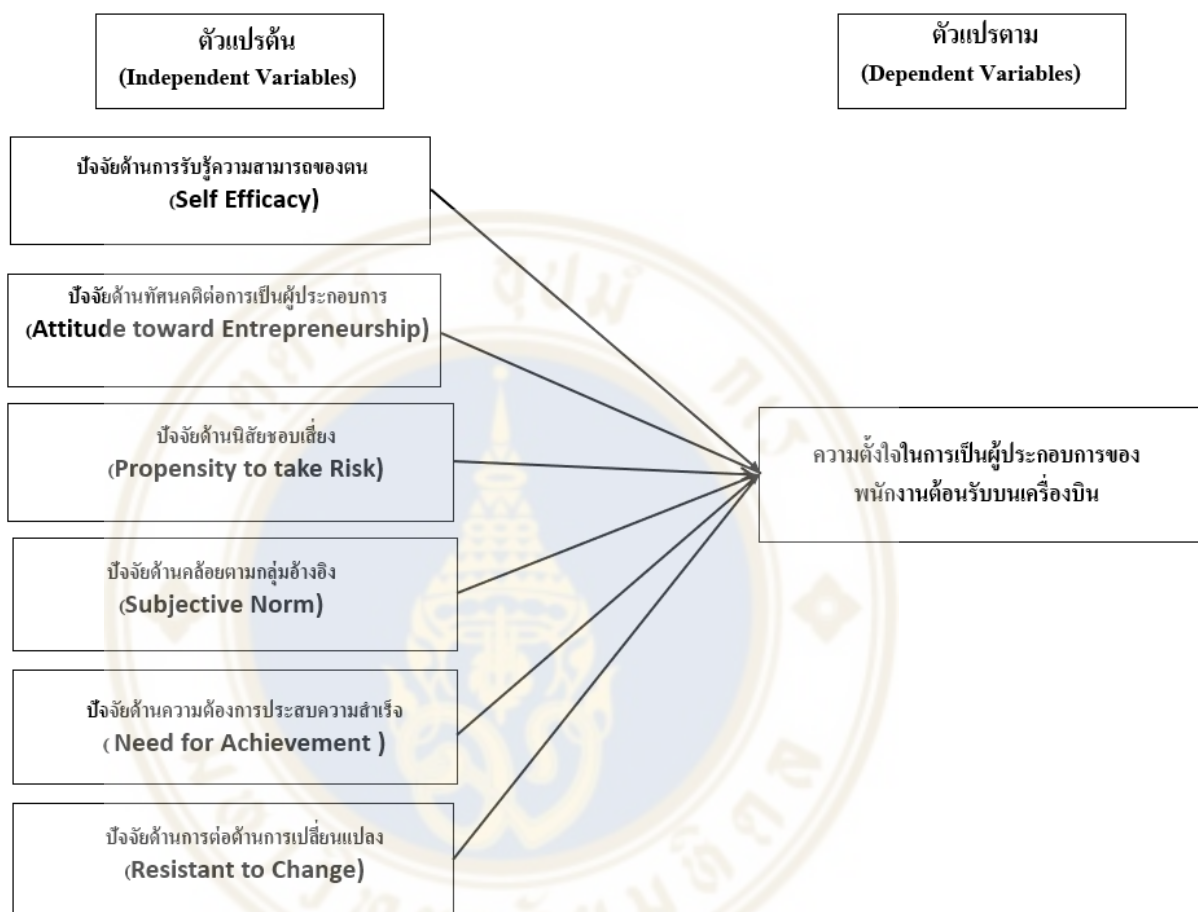 ตัวแปรต้น
(Independent Variables)
ตัวแปรตาม
(Dependent Variables)
ปัจจัยด้านการรับรู้ความสามารถของตน
(Self Efficacy)
ปัจจัยด้านทัศนคติต่อการเป็นผู้ประกอบการ
(Attitude toward Entrepreneurship)
ปัจจัยด้านนิสัยชอบเสี่ยง
(Propensity to take Risk)
ปัจจัยด้านคล้อยตามกลุ่มอ้างอิง
(Subjective Norm)
ปัจจัยด้านความต้องการประสบความสำเร็จ
( Need for Achievement )
ปัจจัยด้านการต่อต้านการเปลี่ยนแปลง
(Resistant to Change)
ความตั้งใจในการเป็นผู้ประกอบการของ
พนักงานต้อนรับบนเครื่องบิน
อุปมํ กเร